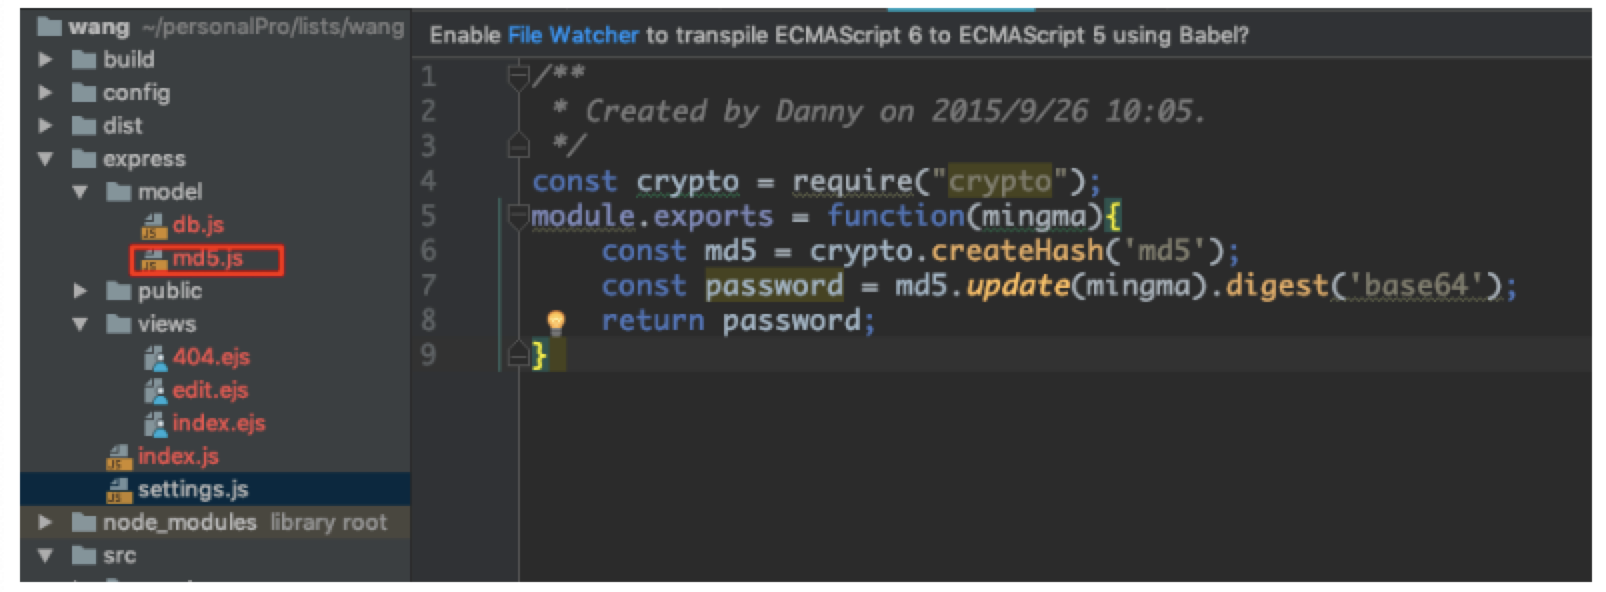 wang ~/personalPro/lists/wang
build
config
dist
express
model
db.js
md5.js
public
views
404.ejs
edit.ejs
index.ejs
index.js
settings.js
node_modules library root
src
Enable File Watcher to transpile ECMAScript 6 to ECMAScript 5 using Babel?
1 /**
2 * Created by Danny on 2015/9/26 10:05.
3 */
4 const crypto = require("crypto");
5 module.exports = function(mingma){
6 const md5 = crypto.createHash('md5');
7 const password = md5.update(mingma).digest('base64');
8 return password;
9 }